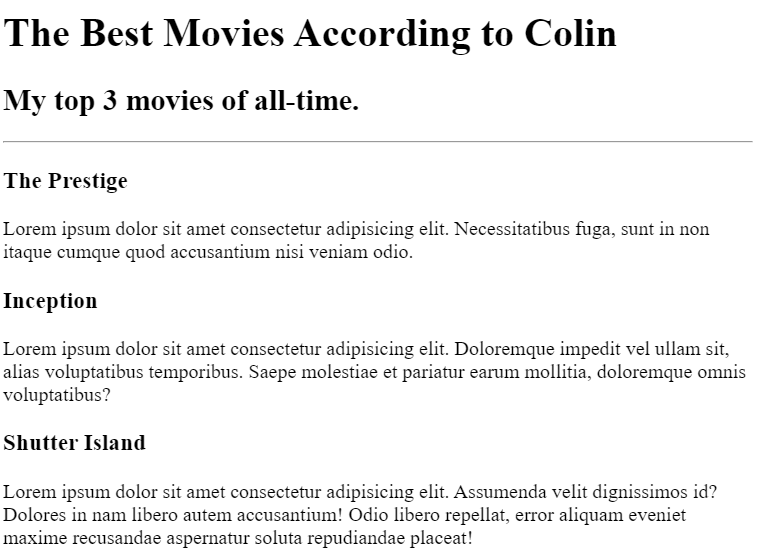 The Best Movies According to Colin
My top 3 movies of all-time.
The Prestige
Lorem ipsum dolor sit amet consectetur adipisicing elit. Necessitatibus fuga, sunt in non
itaque cumque quod accusantium nisi veniam odio.
Inception
Lorem ipsum dolor sit amet consectetur adipisicing elit. Doloremque impedit vel ullam sit,
alias voluptatibus temporibus. Saepe molestiae et pariatur earum mollitia, doloremque omnis
voluptatibus?
Shutter Island
Lorem ipsum dolor sit amet consectetur adipisicing elit. Assumenda velit dignissimos id?
Dolores in nam libero autem accusantium! Odio libero repellat, error aliquam eveniet
maxime recusandae aspernatur soluta repudiandae placeat!